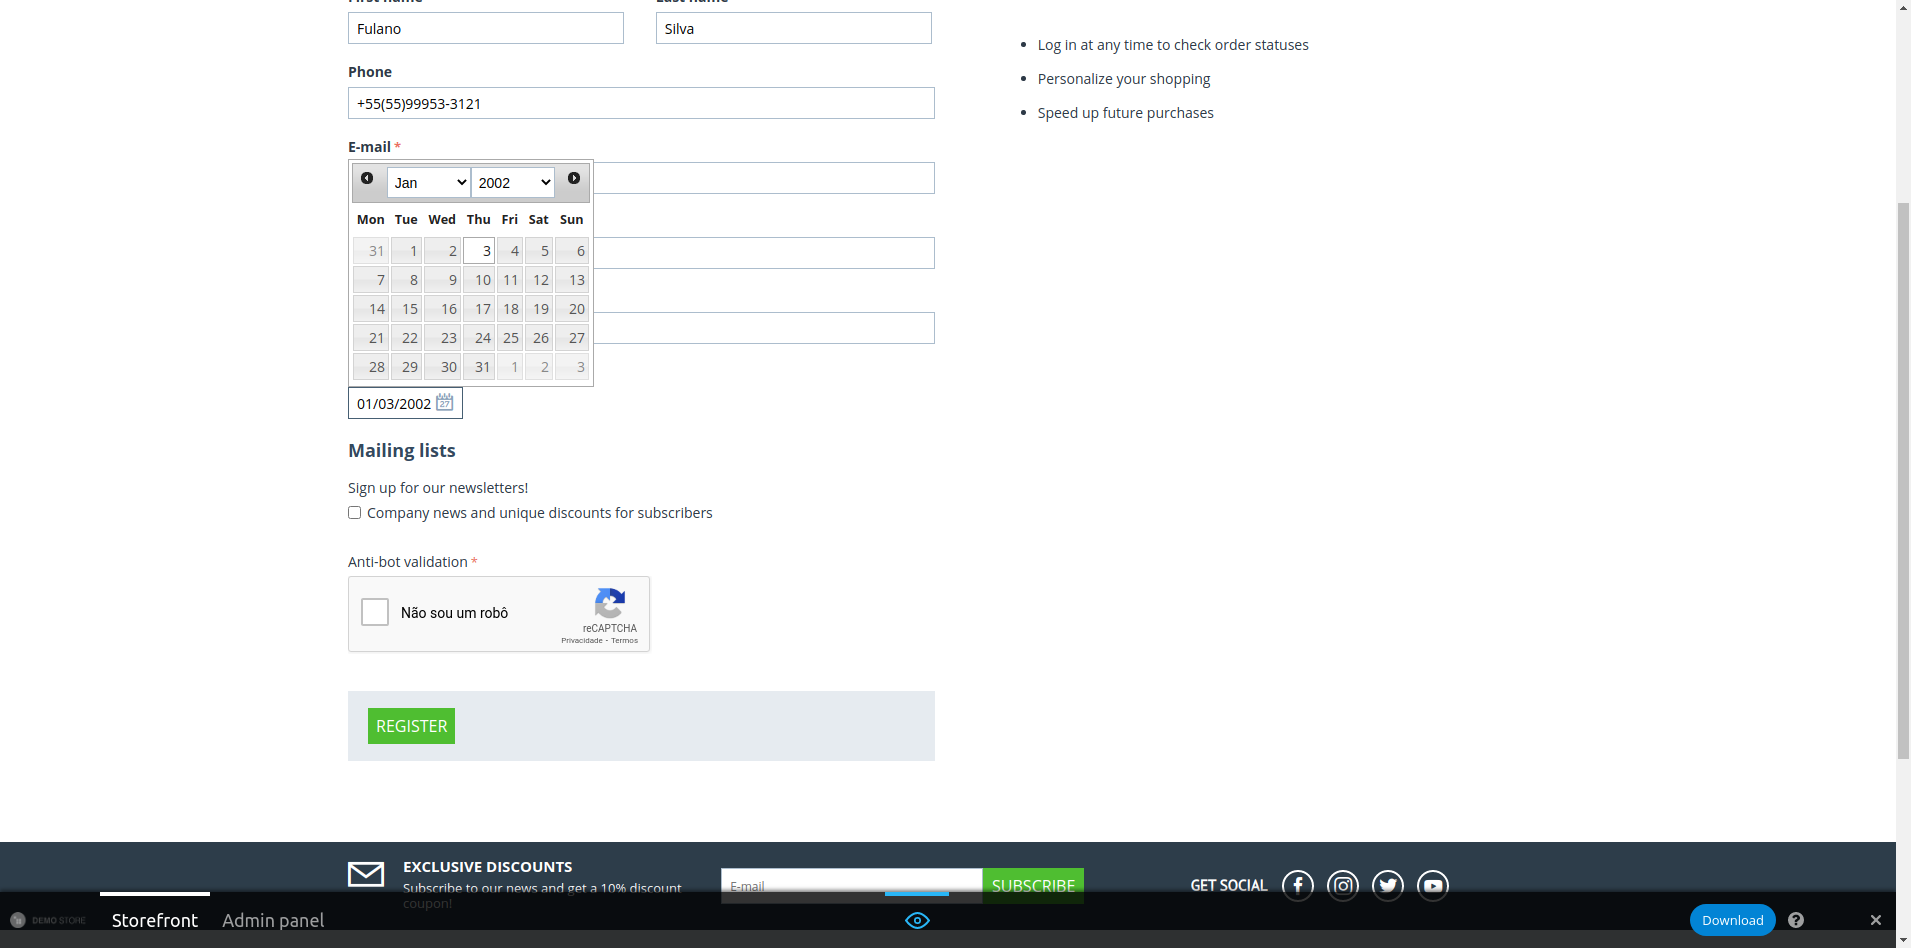 First name Last name
Fulano Silva
Phone
+55(55)99953-3121
E-mail *
Jan 2002
Mon Tue Wed Thu Fri Sat Sun
31 1 2 3 4 5 6
7 8 9 10 11 12 13
14 15 16 17 18 19 20
21 22 23 24 25 26 27
28 29 30 31 1 2 3
01/03/2002 27
Mailing lists
Sign up for our newsletters!
Company news and unique discounts for subscribers
Anti-bot validation *
Não sou um robô
reCAPTCHA
Privacidade - Termos
REGISTER
Log in at any time to check order statuses
Personalize your shopping
Speed up future purchases
EXCLUSIVE DISCOUNTS
Subscribe to our news and get a 10% discount
coupon!
E-mail SUBSCRIBE
GET SOCIAL
DEMO STORE Storefront Admin panel Download ?